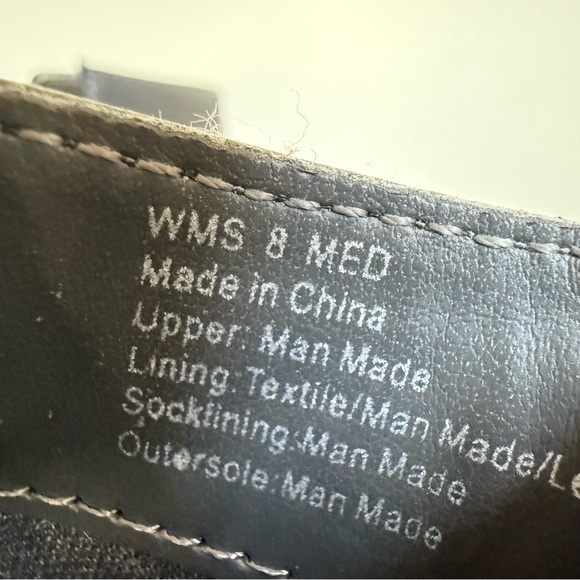 WMS 8 MED
Made in China
Upper: Man Made
Lining:Textile/Man Made/Le
Socklining:Man Made
Outersole:Man Made